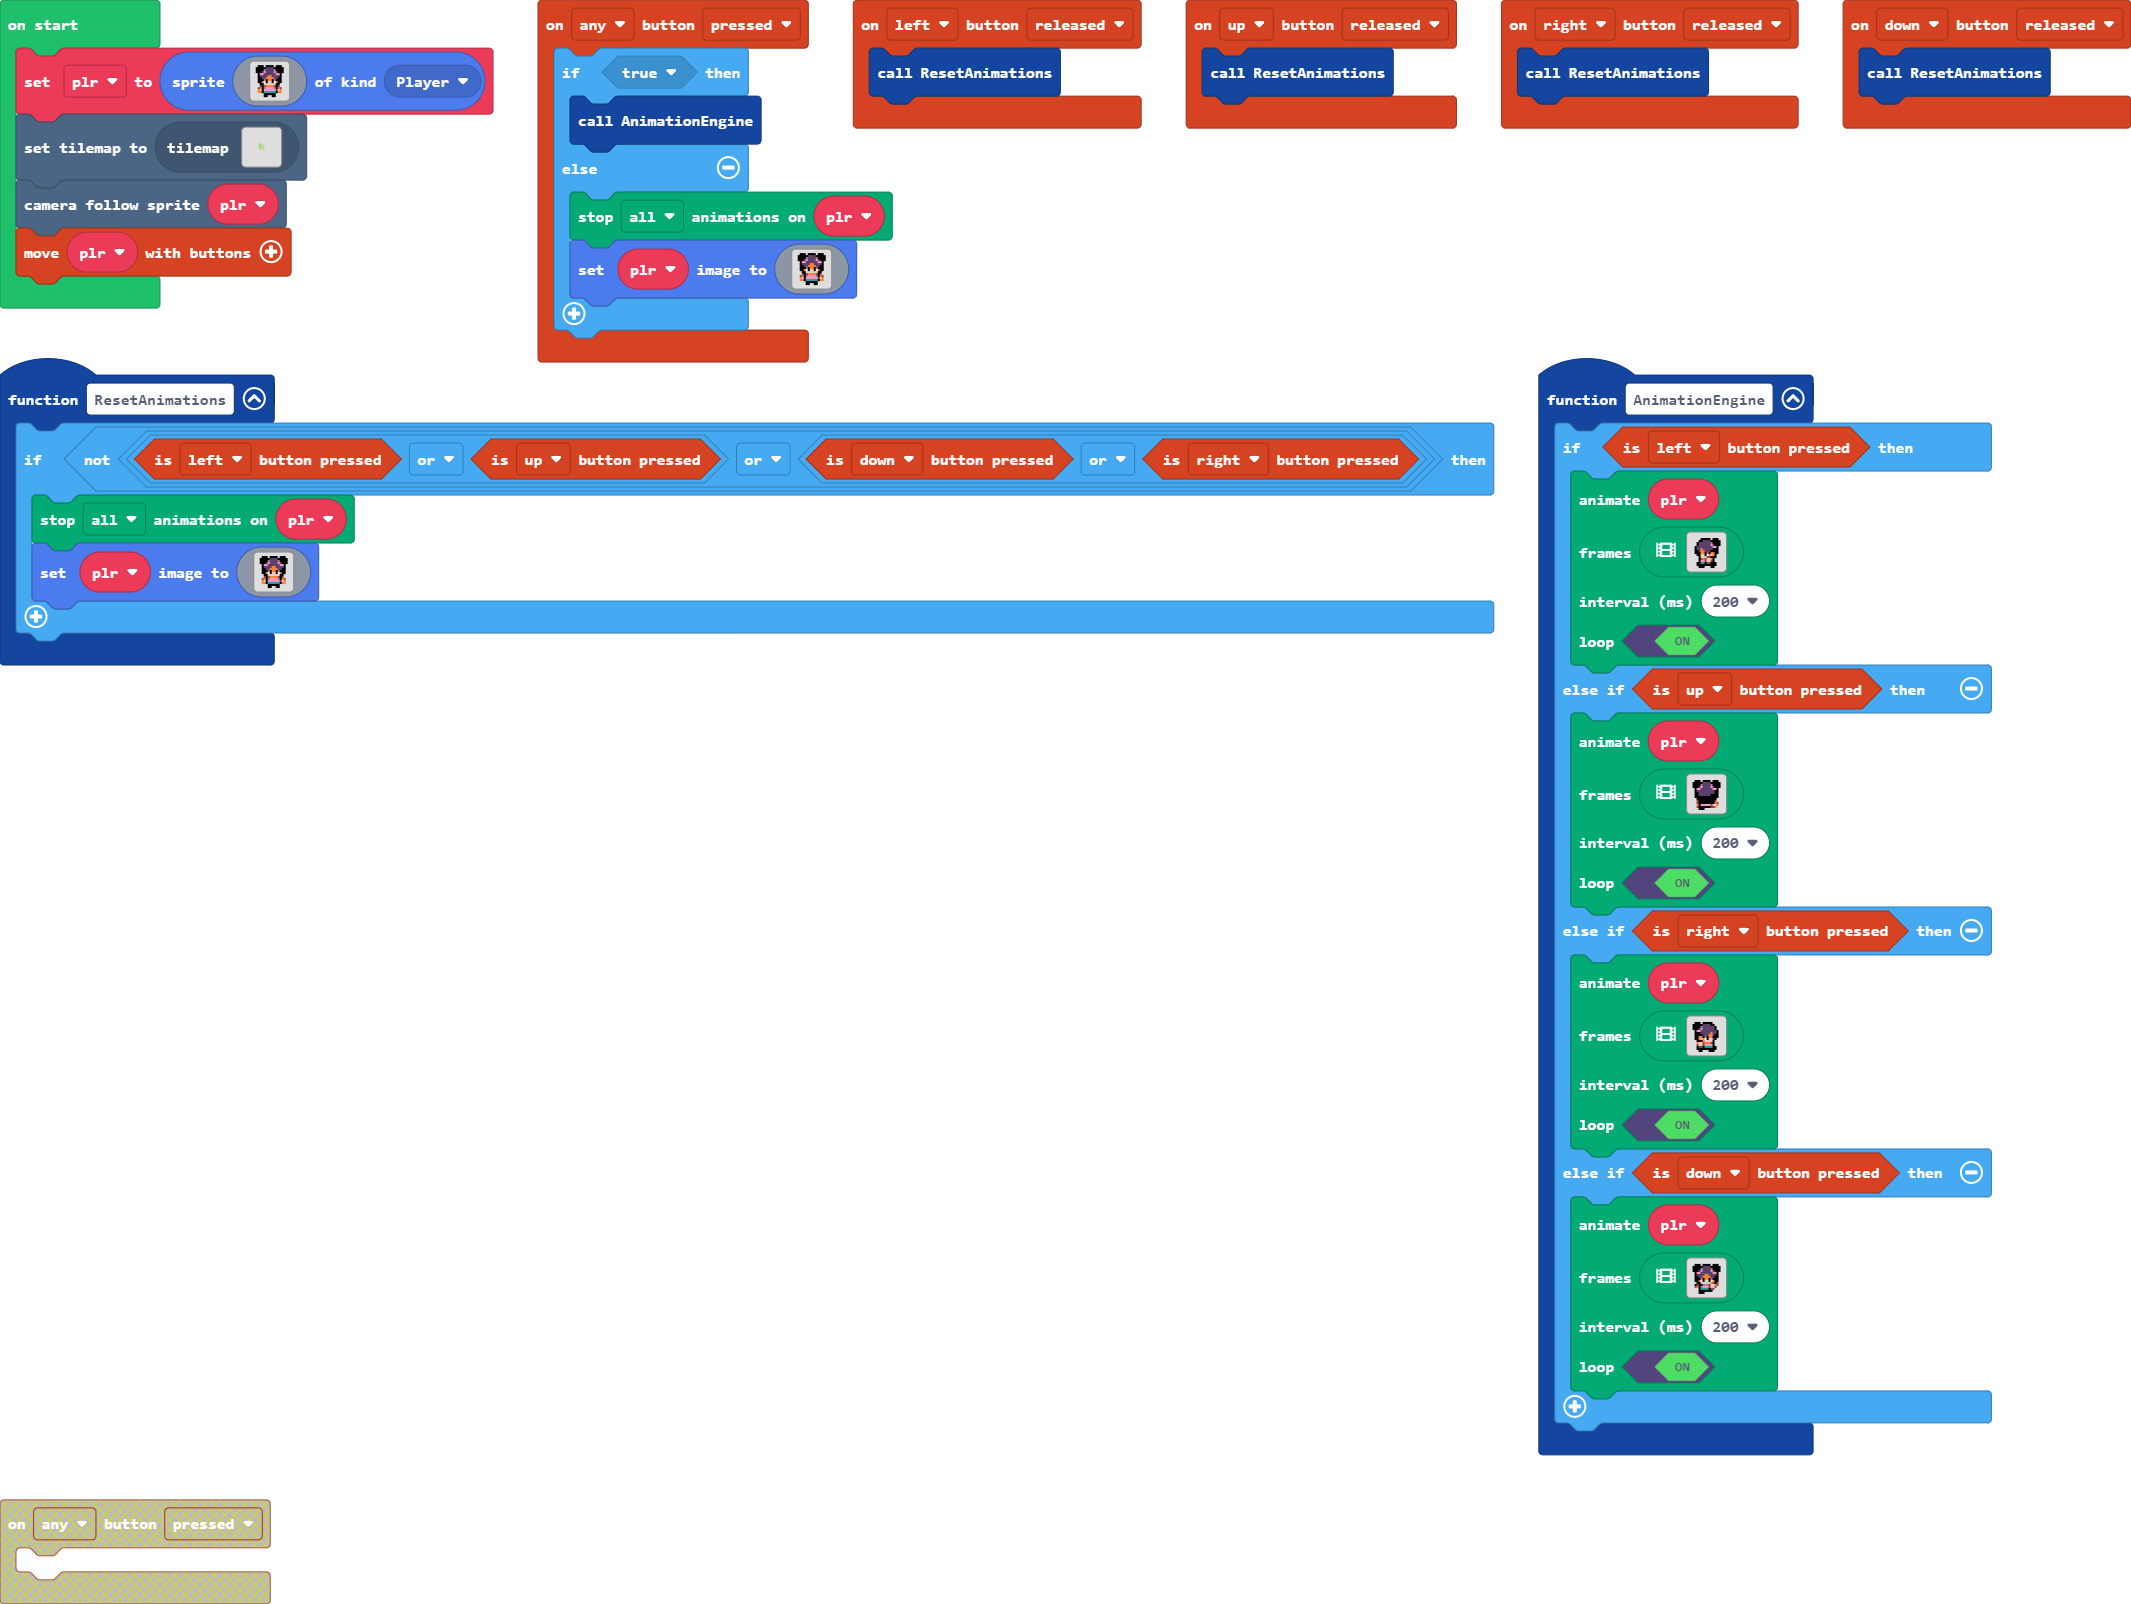 on start
set plr to sprite of kind Player
set tilemap to tilemap
camera follow sprite plr
move plr with buttons
on any button pressed
if true then
call AnimationEngine
else
stop all animations on plr
set plr image to
on left button released
call ResetAnimations
on up button released
call ResetAnimations
on right button released
call ResetAnimations
on down button released
call ResetAnimations
function ResetAnimations
if not is left button pressed or is up button pressed or is down button pressed or is right button pressed then
stop all animations on plr
set plr image to
function AnimationEngine
if is left button pressed then
animate plr
frames
interval (ms) 200
loop ON
else if is up button pressed then
animate plr
frames
interval (ms) 200
loop ON
else if is right button pressed then
animate plr
frames
interval (ms) 200
loop ON
else if is down button pressed then
animate plr
frames
interval (ms) 200
loop ON
on any button pressed